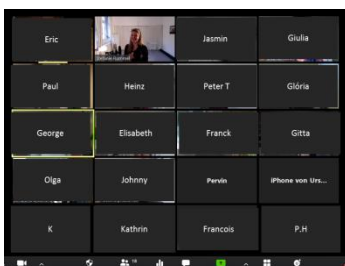 Eric
Jasmin
Giulia
Paul
Heinz
Peter T
Glória
George
Elisabeth
Franck
Gitta
Olga
Johnny
Pervin
iPhone von Urs...
K
Kathrin
Francois
P.H